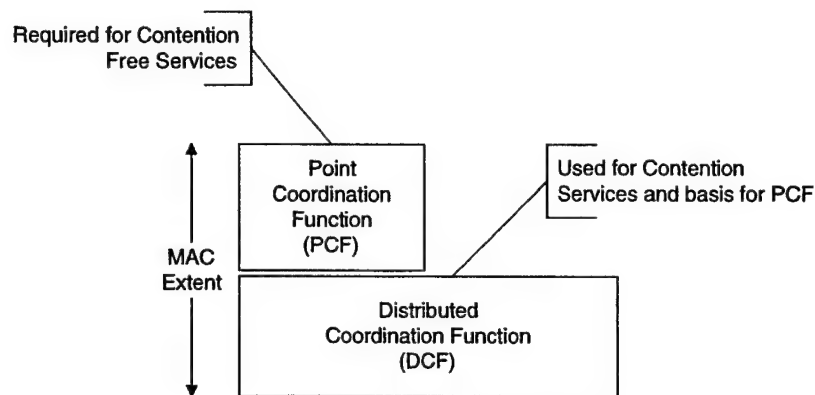 Required for Contention
Free Services
Point
Coordination
Function
(PCF)
Used for Contention
Services and basis for PCF
MAC
Extent
Distributed
Coordination Function
(DCF)